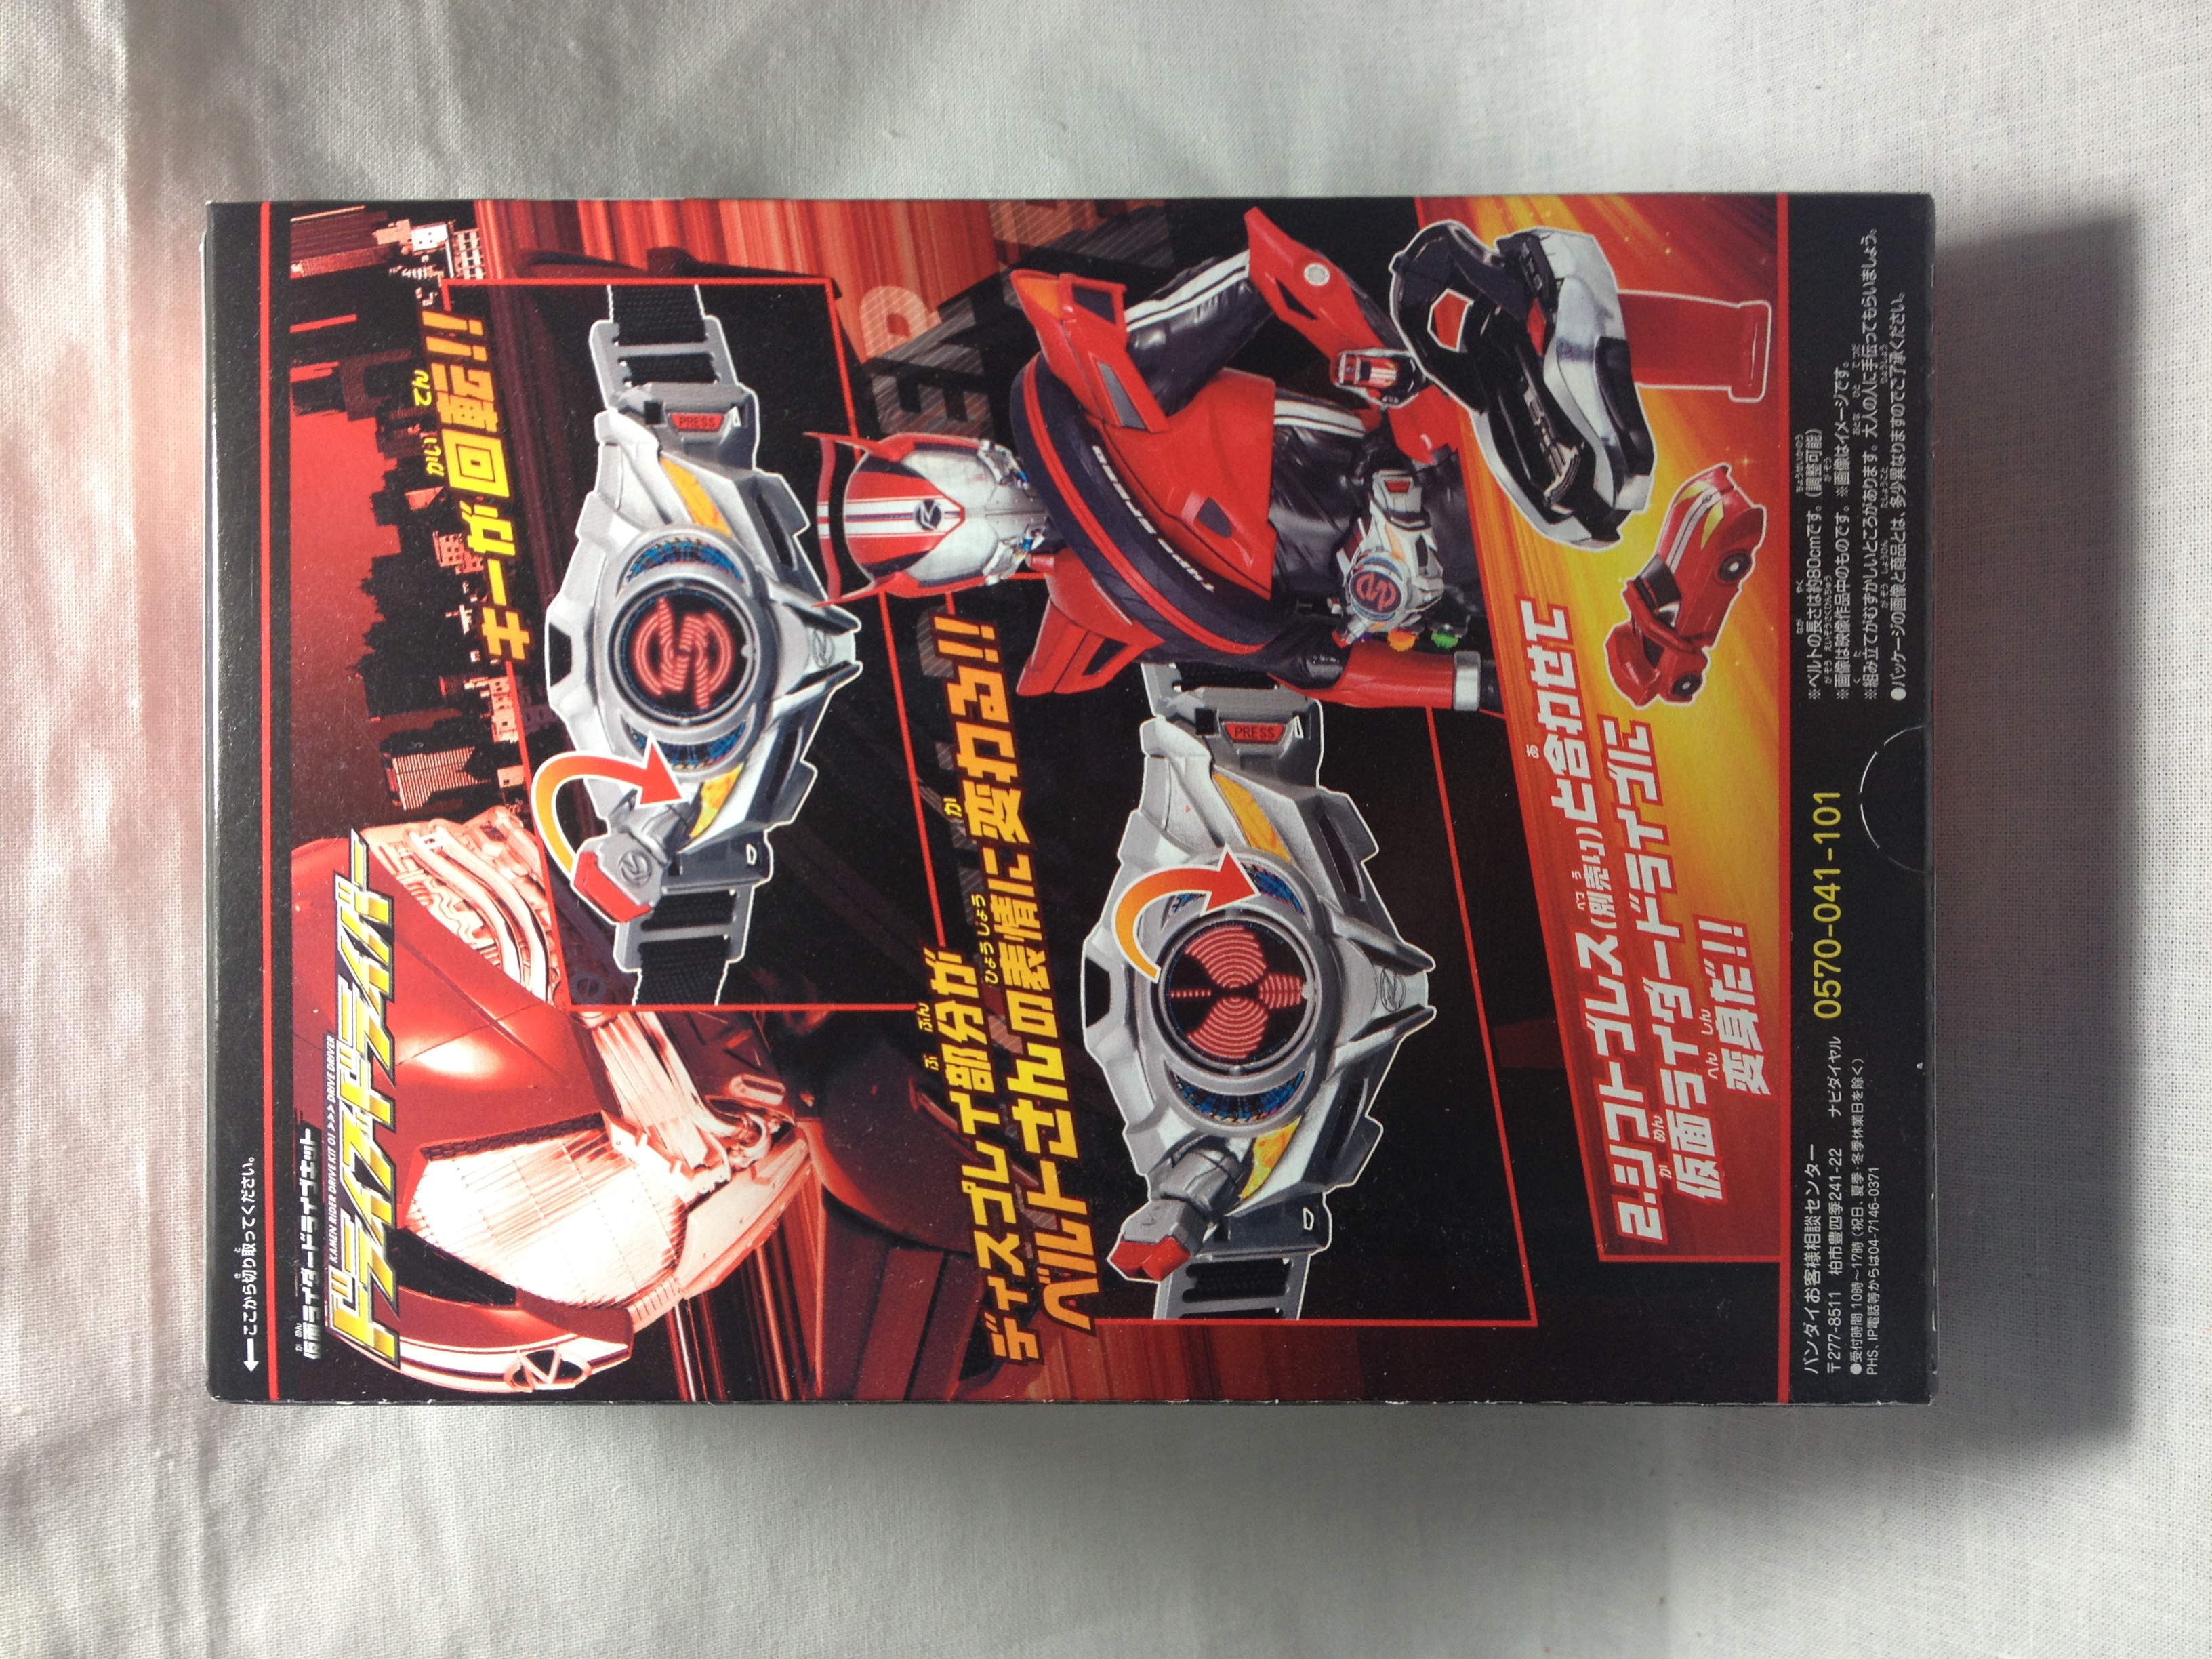 ←ここから切り取ってください。
仮面ライダードライブキット
KAMEN RIDER DRIVE KIT 01 >>> DRIVE DRIVER
ドライブドライバー
キーが回転!!
PRESS
ディスプレイ部分が
ベルトさんの表情に変わる!!
PRESS
TYPE SPEED
2.シフトブレス(別売り)と合わせて
仮面ライダードライブに
変身だ!!
バンダイお客様相談センター
〒277-8511 柏市豊四季241-22 ナビダイヤル 0570-041-101
●受付時間 10時~17時(祝日、夏季・冬季休業日を除く)
PHS、IP電話等からは04-7146-0371
※ベルトの長さは約80cmです。(調整可能)
※画像は映像作品中のものです。※画像はイメージです。
※組み立てがむずかしいところがあります。大人の人に手伝ってもらいましょう。
●パッケージの画像と商品とは、多少異なりますのでご了承ください。